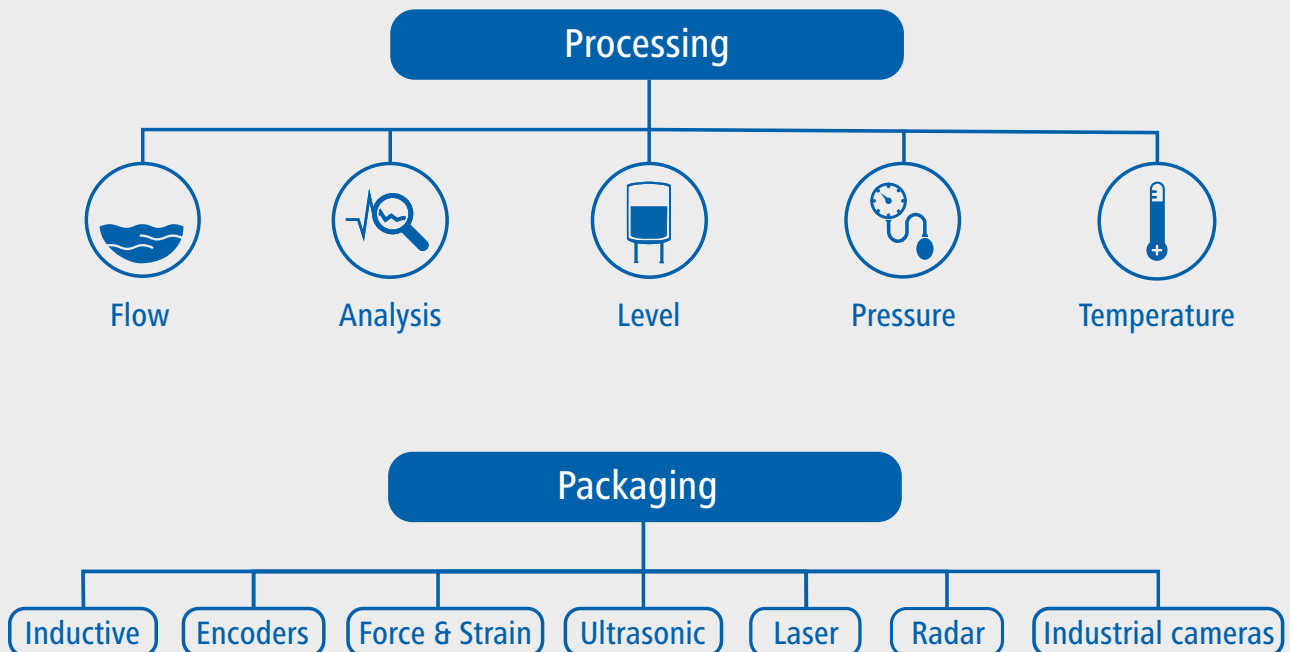 Processing
Flow
Analysis
Level
Pressure
Temperature
Packaging
Inductive
Encoders
Force & Strain
Ultrasonic
Laser
Radar
Industrial cameras